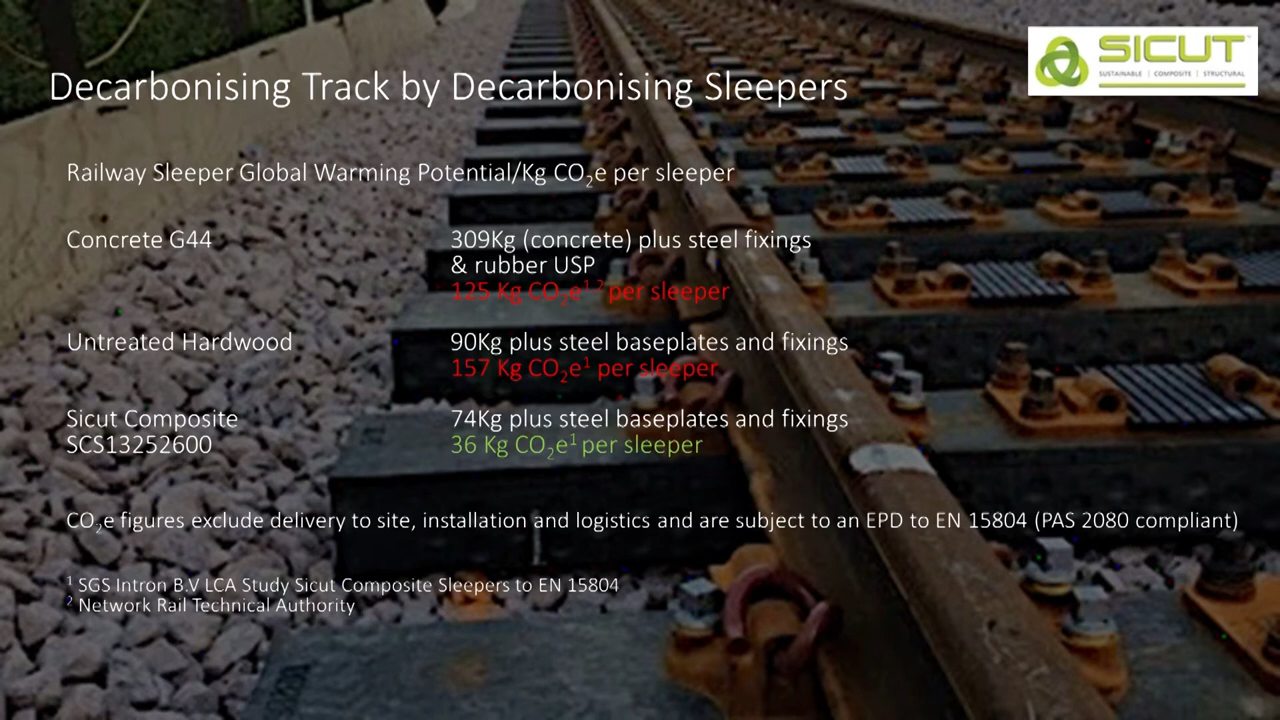 SICUT
SUSTAINABLE | COMPOSITE | STRUCTURAL
Decarbonising Track by Decarbonising Sleepers
Railway Sleeper Global Warming Potential/Kg CO₂e per sleeper
Concrete G44
309Kg (concrete) plus steel fixings
& rubber USP
125 Kg CO₂e¹ ² per sleeper
Untreated Hardwood
90Kg plus steel baseplates and fixings
157 Kg CO₂e¹ per sleeper
Sicut Composite
SCS13252600
74Kg plus steel baseplates and fixings
36 Kg CO₂e¹ per sleeper
CO₂e figures exclude delivery to site, installation and logistics and are subject to an EPD to EN 15804 (PAS 2080 compliant)
¹ SGS Intron B.V LCA Study Sicut Composite Sleepers to EN 15804
² Network Rail Technical Authority